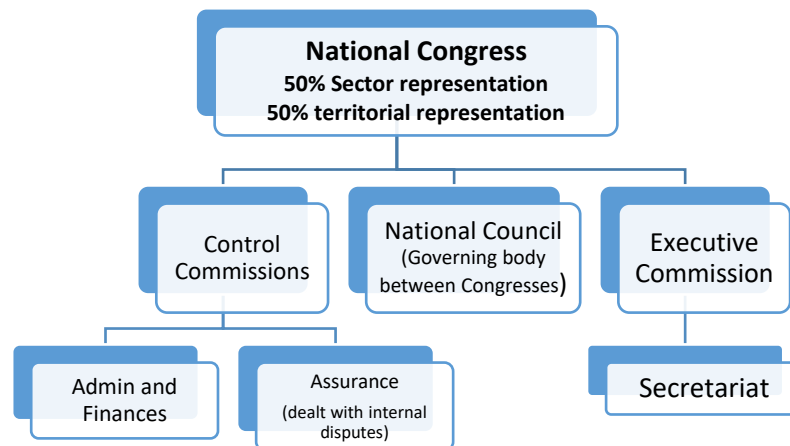 National Congress
50% Sector representation
50% territorial representation
Control
Commissions
National Council
(Governing body
between Congresses)
Executive
Commission
Admin and
Finances
Assurance
(dealt with internal
disputes)
Secretariat